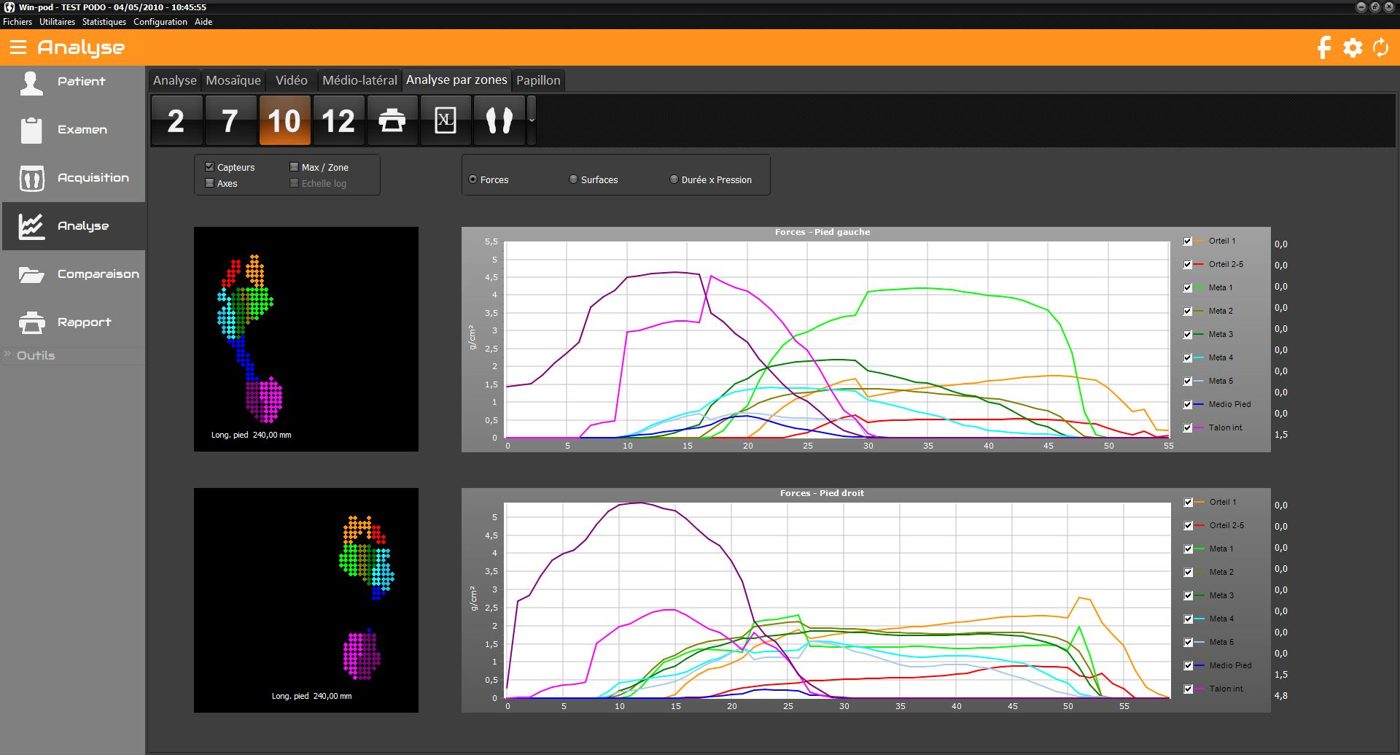 Win-pod - TEST PODO - 04/05/2010 - 10:45:55
Fichiers Utilitaires Statistiques Configuration Aide
Analyse
Patient
Examen
Acquisition
Analyse
Comparaison
Rapport
» Outils
Analyse Mosaïque Vidéo Médio-latéral Analyse par zones Papillon
2 7 10 12 XL
Capteurs Max / Zone
Axes Echelle log
Forces Surfaces Durée x Pression
Long. pied 240,00 mm
Forces - Pied gauche
g/cm²
5,5
5
4,5
4
3,5
3
2,5
2
1,5
1
0,5
0
0 5 10 15 20 25 30 35 40 45 50 55
Orteil 1 0,0
Orteil 2-5 0,0
Meta 1 0,0
Meta 2 0,0
Meta 3 0,0
Meta 4 0,0
Meta 5 0,0
Medio Pied 0,0
Talon int 0,0
1,5
Long. pied 240,00 mm
Forces - Pied droit
g/cm²
5
4,5
4
3,5
3
2,5
2
1,5
1
0,5
0
0 5 10 15 20 25 30 35 40 45 50 55
Orteil 1 0,0
Orteil 2-5 0,0
Meta 1 0,0
Meta 2 0,0
Meta 3 0,0
Meta 4 0,0
Meta 5 0,0
Medio Pied 0,0
Talon int 1,5
4,8